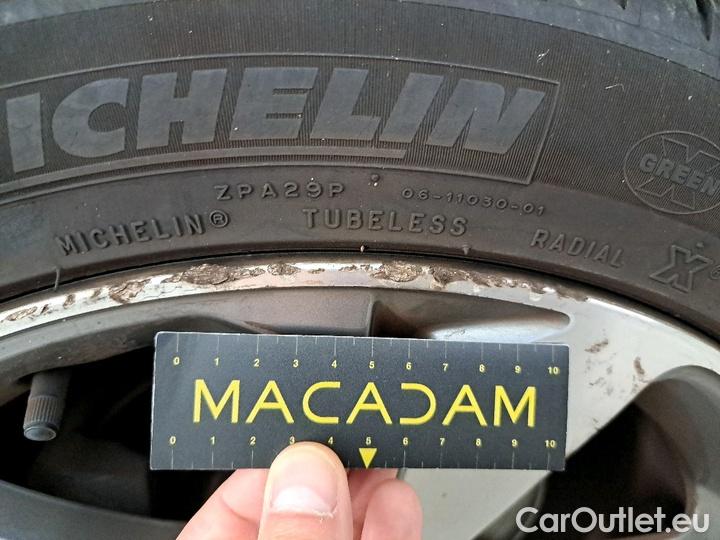 MICHELIN
GREEN X
ZPA29P 06-11030-01
MICHELIN® TUBELESS RADIAL X
0 1 2 3 4 5 6 7 8 9 10
MACADAM
0 1 2 3 4 5 6 7 8 9 10
CarOutlet.eu